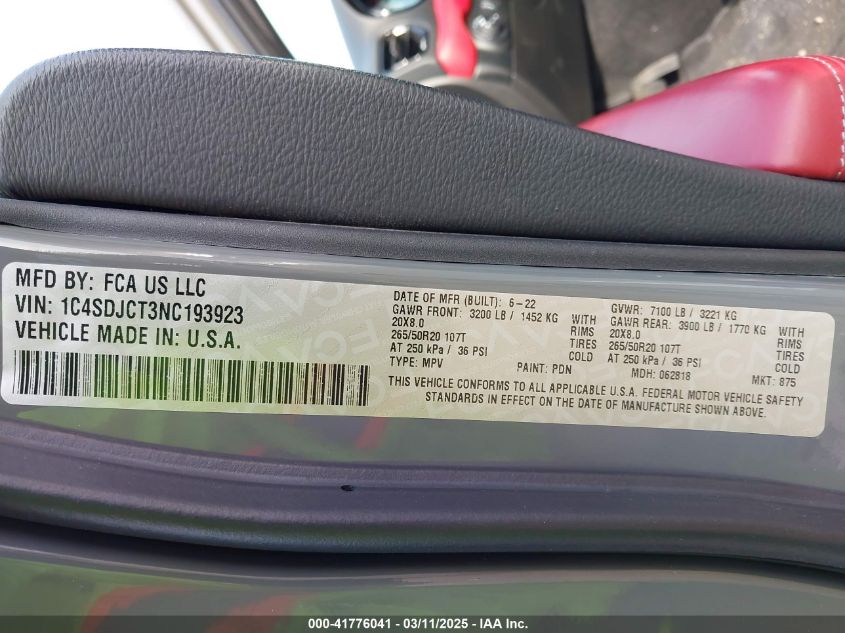 MFD BY: FCA US LLC
VIN: 1C4SDJCT3NC193923
VEHICLE MADE IN: U.S.A.
DATE OF MFR (BUILT): 6-22
GAWR FRONT: 3200 LB / 1452 KG WITH
20X8.0 RIMS
265/50R20 107T TIRES
AT 250 kPa / 36 PSI COLD
TYPE: MPV PAINT: PDN
GVWR: 7100 LB / 3221 KG
GAWR REAR: 3900 LB / 1770 KG WITH
20X8.0 RIMS
265/50R20 107T TIRES
AT 250 kPa / 36 PSI COLD
MDH: 062818 MKT: 875
THIS VEHICLE CONFORMS TO ALL APPLICABLE U.S.A. FEDERAL MOTOR VEHICLE SAFETY
STANDARDS IN EFFECT ON THE DATE OF MANUFACTURE SHOWN ABOVE.
000-41776041 - 03/11/2025 - IAA Inc.